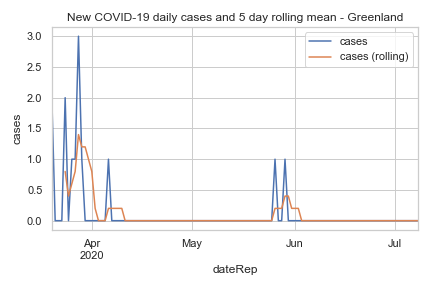 New COVID-19 daily cases and 5 day rolling mean - Greenland
cases
cases (rolling)
3.0
2.5
2.0
1.5
1.0
0.5
0.0
cases
Apr
2020
May
Jun
Jul
dateRep